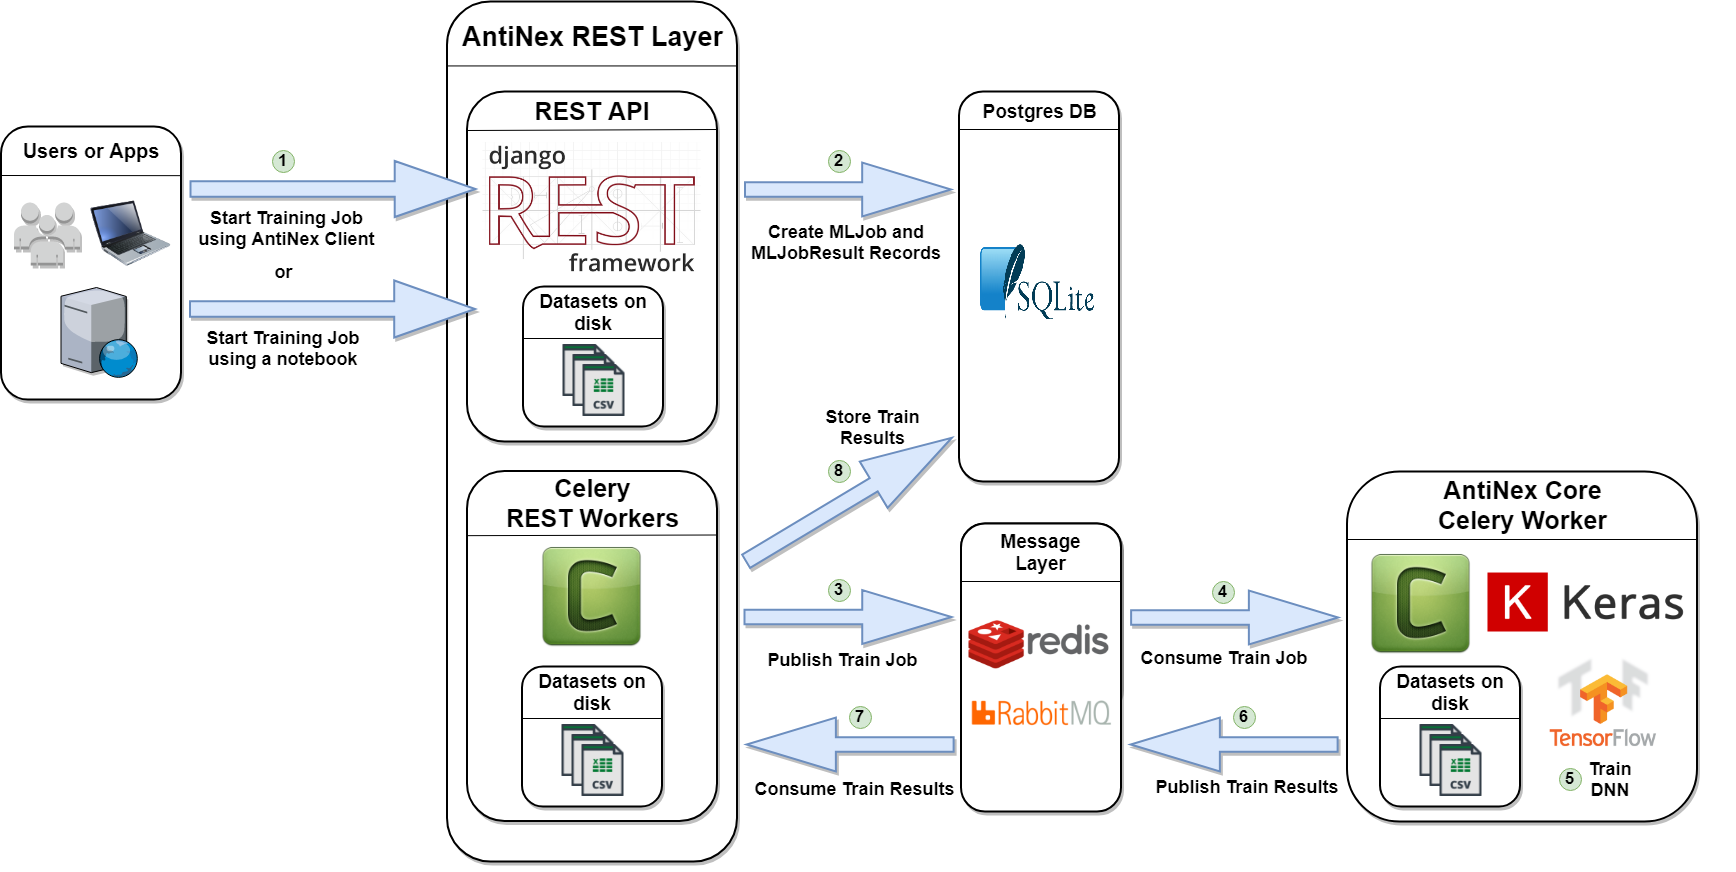 AntiNex REST Layer
Users or Apps
1
Start Training Job
using AntiNex Client
or
Start Training Job
using a notebook
REST API
django
REST
framework
Datasets on
disk
CSV
2
Create MLJob and
MLJobResult Records
Postgres DB
SQLite
Store Train
Results
8
Celery
REST Workers
C
Datasets on
disk
CSV
3
Publish Train Job
7
Consume Train Results
Message
Layer
redis
RabbitMQ
4
Consume Train Job
6
Publish Train Results
AntiNex Core
Celery Worker
C
K Keras
Datasets on
disk
CSV
TensorFlow
5
Train
DNN